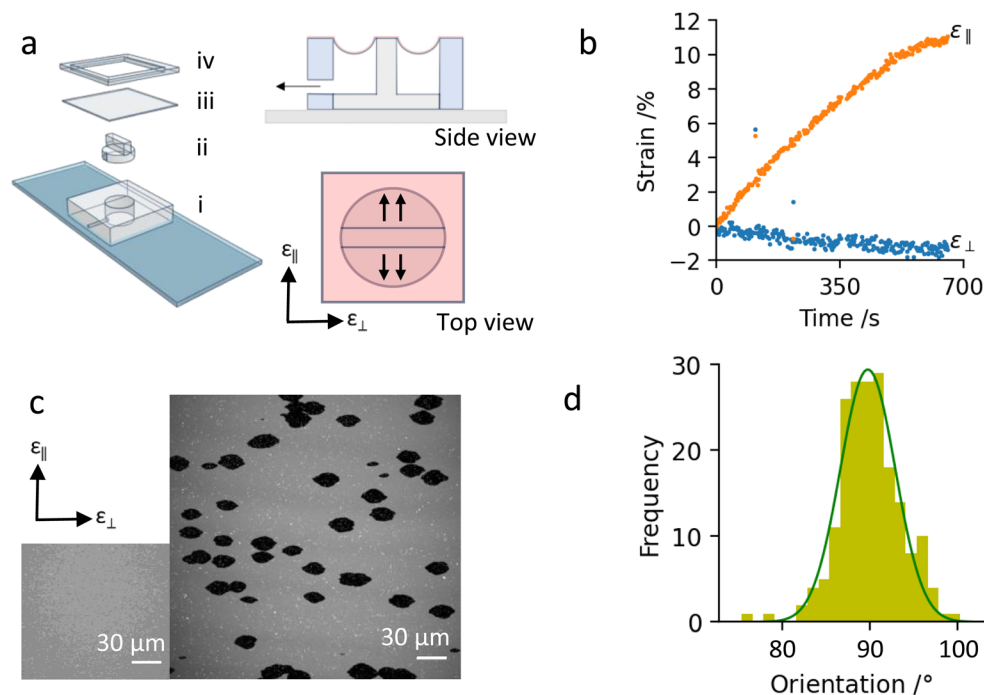 a
iv
iii
ii
i
Side view
ε∥
ε⊥
Top view
b
Strain /%
12
10
8
6
4
2
0
−2
ε∥
ε⊥
0
350
700
Time /s
c
ε∥
ε⊥
30 µm
30 µm
d
Frequency
30
20
10
0
80
90
100
Orientation /°